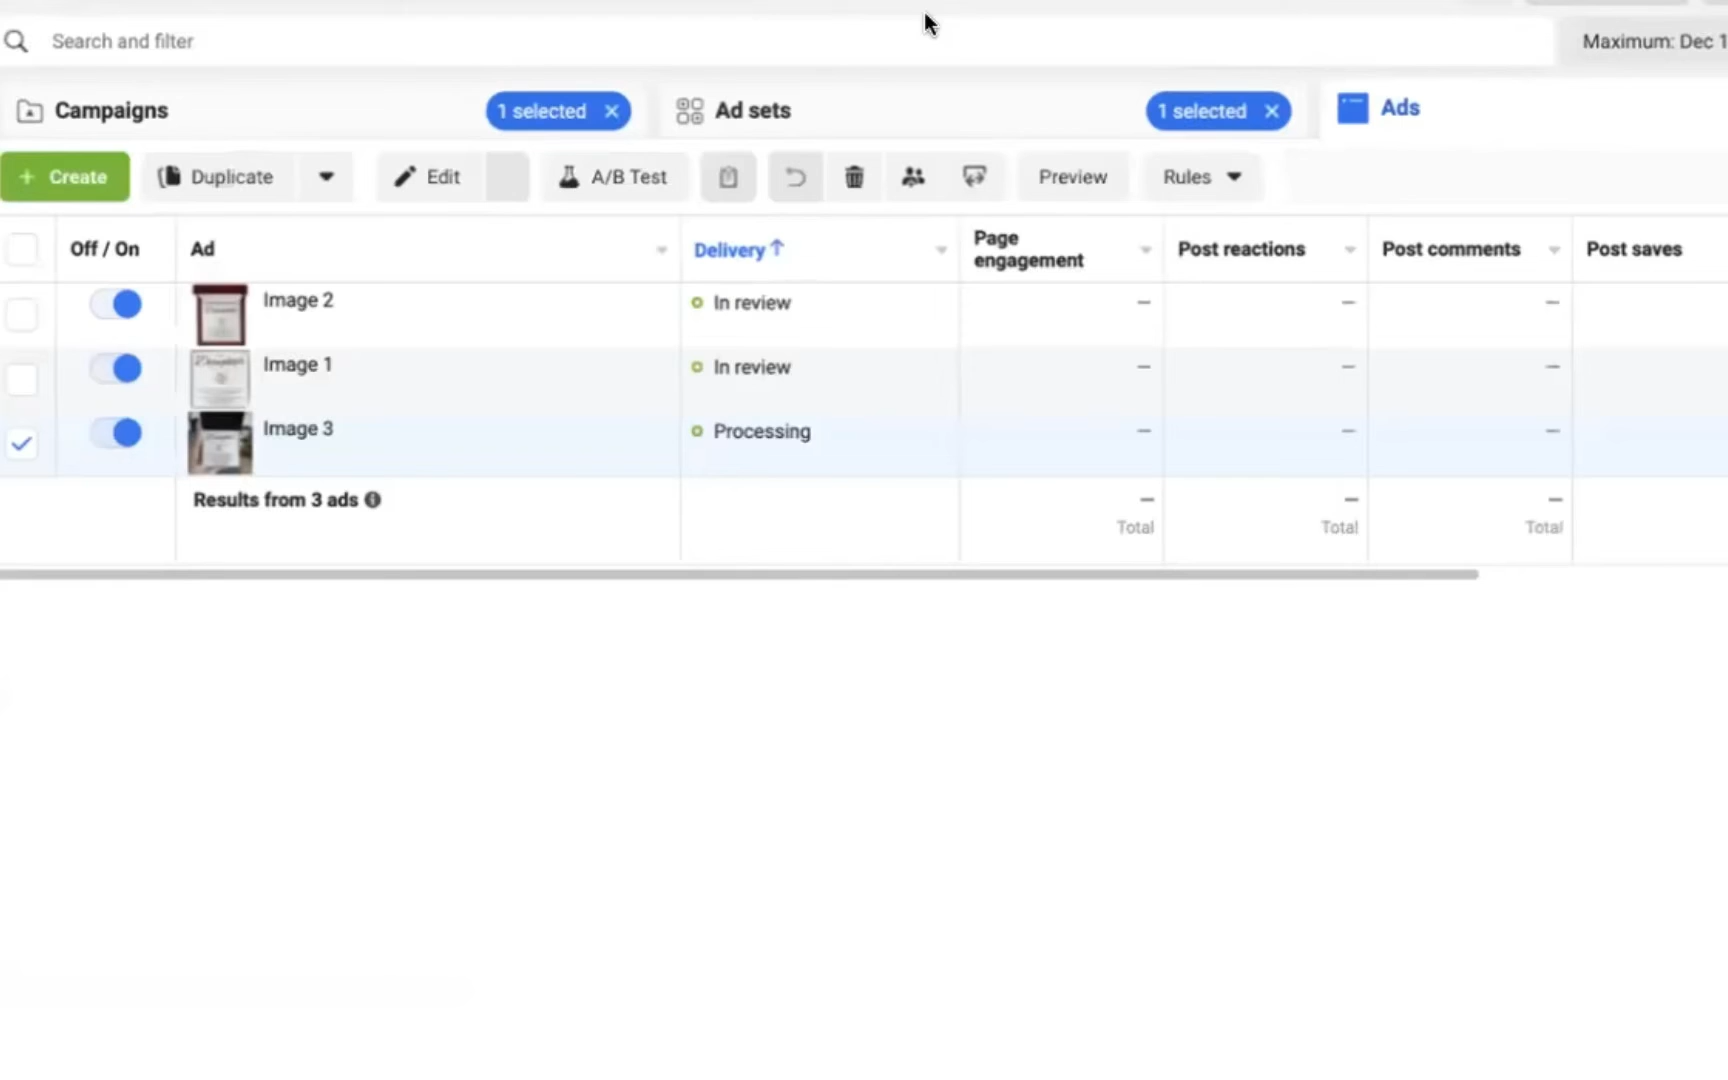 Search and filter
Maximum: Dec 1
Campaigns
1 selected
Ad sets
1 selected
Ads
+ Create
Duplicate
Edit
A/B Test
Preview
Rules
Off / On
Ad
Delivery ↑
Page engagement
Post reactions
Post comments
Post saves
Image 2
In review
—
—
—
Image 1
In review
—
—
—
Image 3
Processing
—
—
—
Results from 3 ads
—
—
—
Total
Total
Total